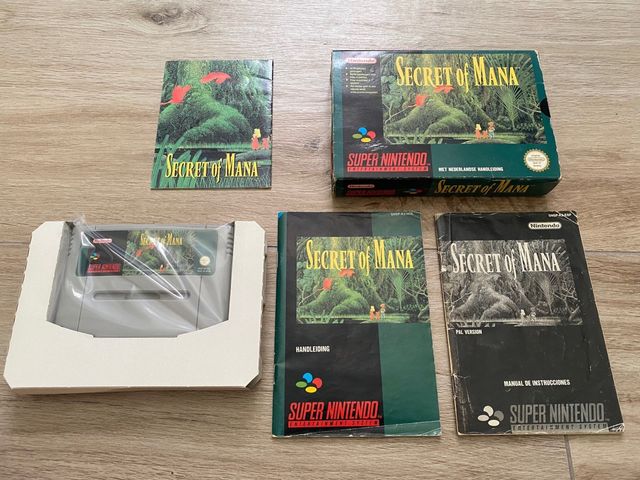 SECRET OF MANA
Nintendo
SECRET OF MANA
SUPER NINTENDO
ENTERTAINMENT SYSTEM
MET NEDERLANDSE HANDLEIDING
SECRET OF MANA
SECRET OF MANA
SUPER NINTENDO
SECRET OF MANA
HANDLEIDING
SUPER NINTENDO
ENTERTAINMENT SYSTEM
Nintendo
SECRET OF MANA
PAL VERSION
MANUAL DE INSTRUCCIONES
SUPER NINTENDO
ENTERTAINMENT SYSTEM